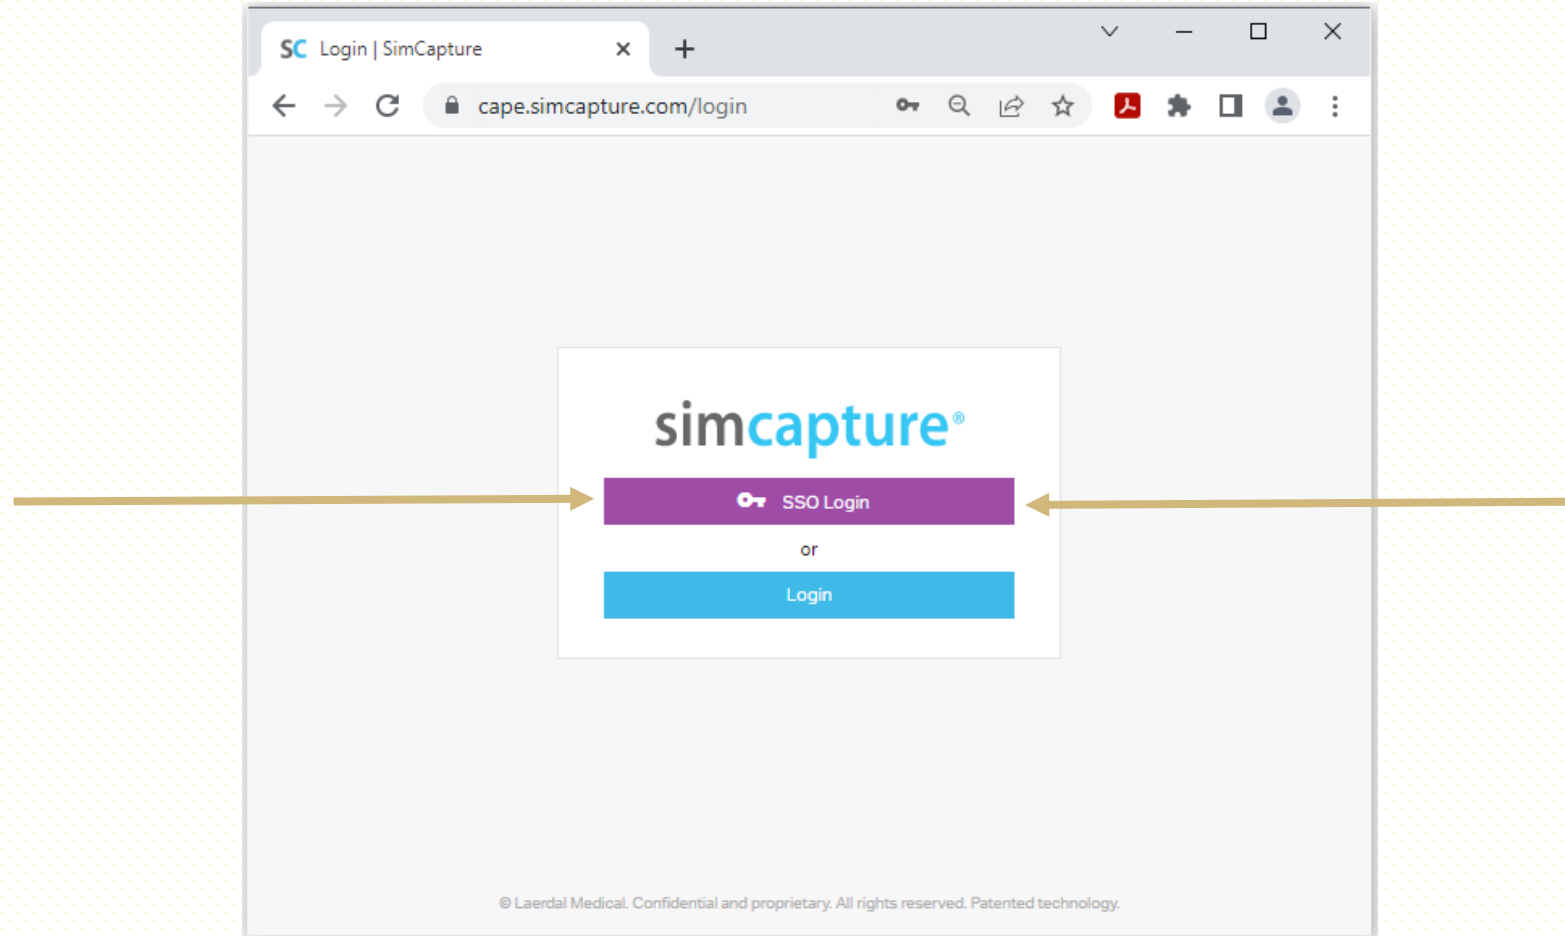 SC Login | SimCapture
cape.simcapture.com/login
simcapture®
SSO Login
or
Login
© Laerdal Medical. Confidential and proprietary. All rights reserved. Patented technology.